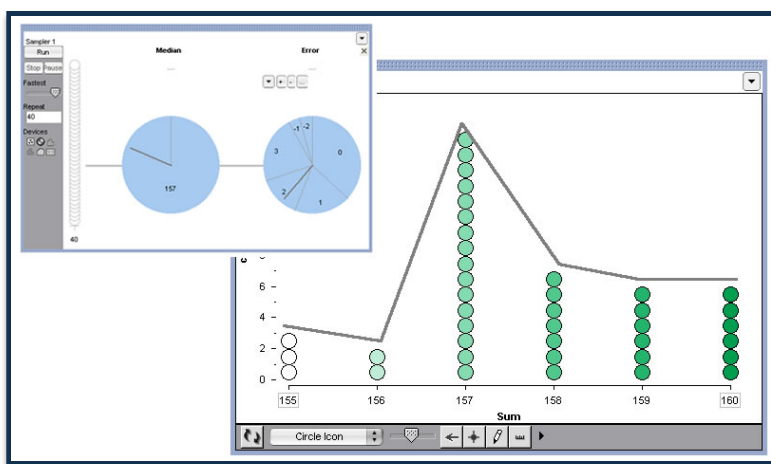 Sampler 1
Run
Stop Pause
Fastest
Repeat
40
Devices
40
Median
157
Error
-1 -2
3
0
2
1
6
4
2
0
155 156 157 158 159 160
Sum
Circle Icon